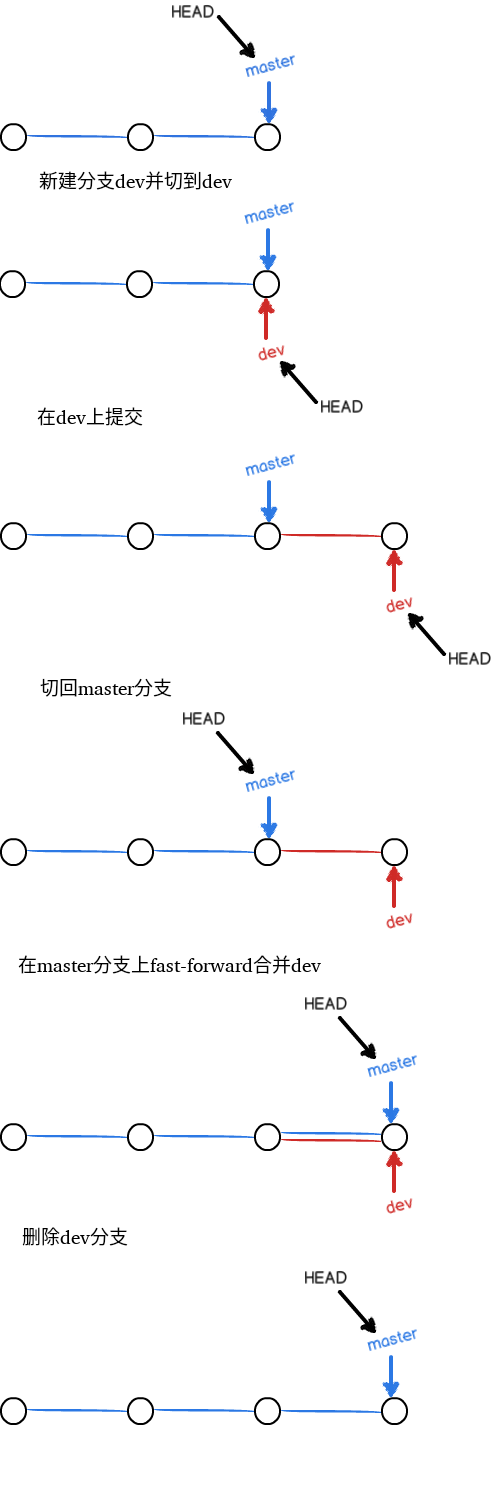 HEAD
master
新建分支dev并切到dev
master
dev
HEAD
在dev上提交
master
dev
HEAD
切回master分支
HEAD
master
dev
在master分支上fast-forward合并dev
HEAD
master
dev
删除dev分支
HEAD
master